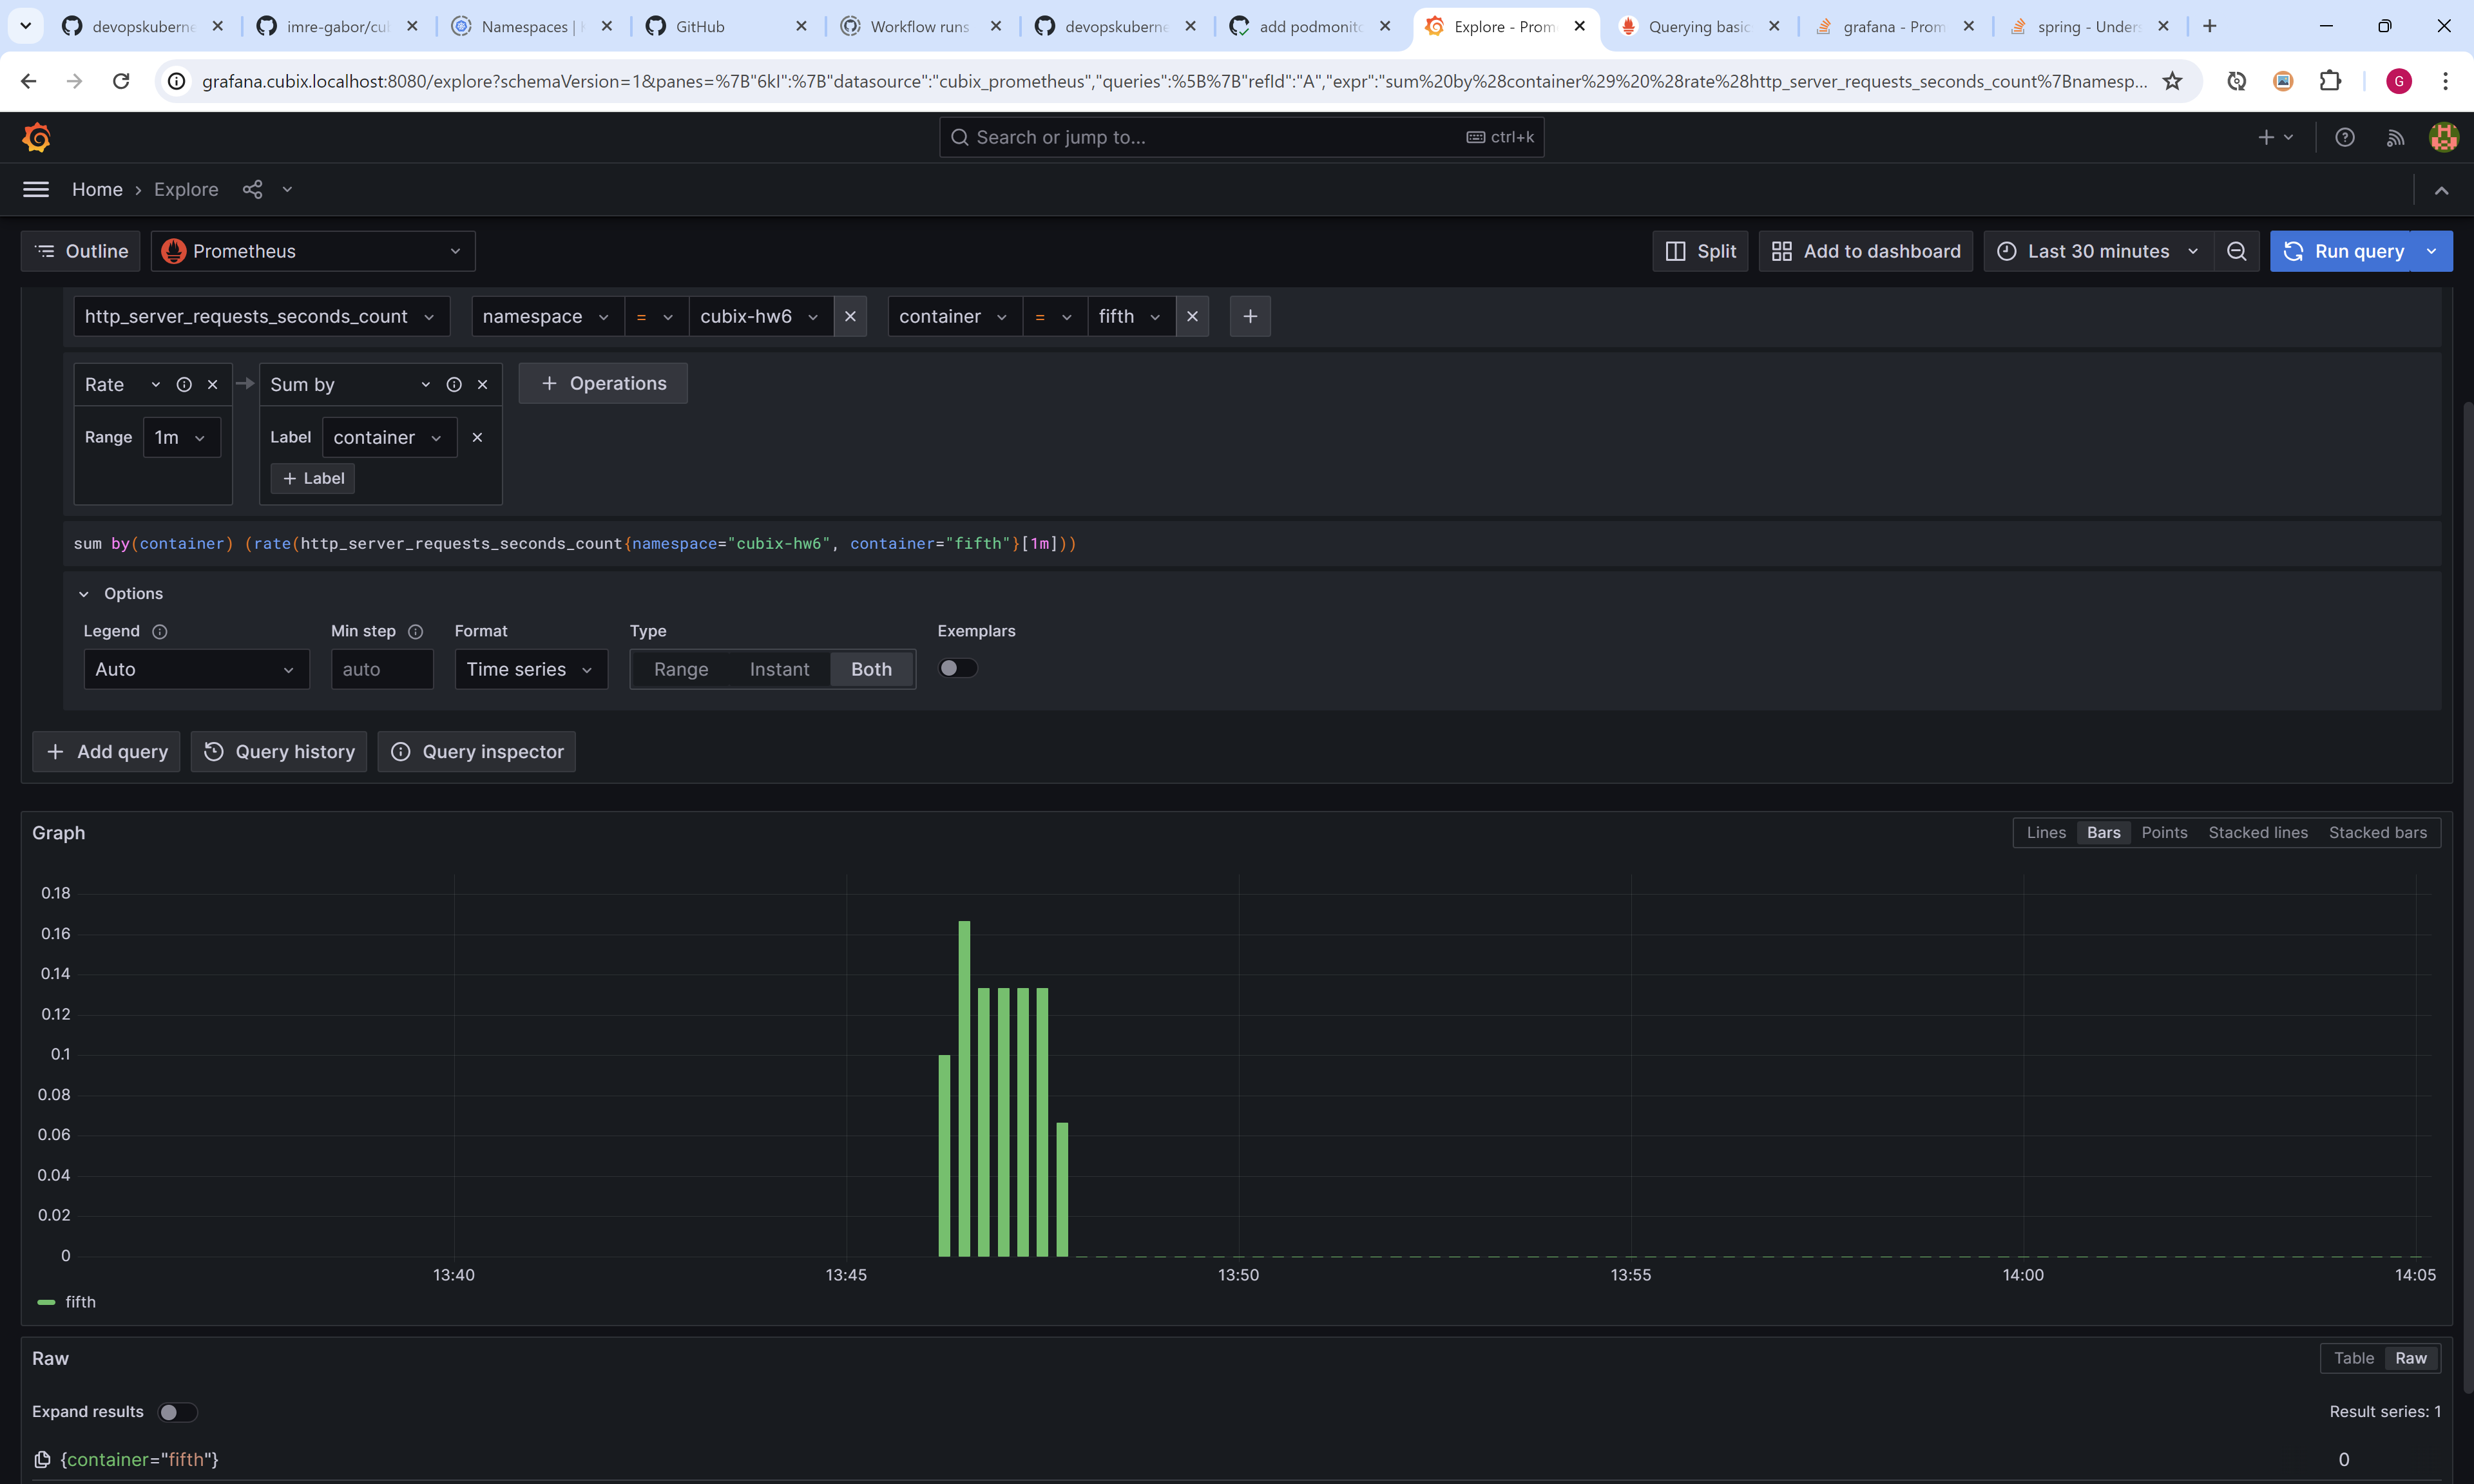 devopskuberne
imre-gabor/cu
Namespaces |
GitHub
Workflow runs
devopskuberne
add podmonito
Explore - Prom
Querying basic
grafana - Prom
spring - Unders
grafana.cubix.localhost:8080/explore?schemaVersion=1&panes=%7B"6kl":%7B"datasource":"cubix_prometheus","queries":%5B%7B"refId":"A","expr":"sum%20by%28container%29%20%28rate%28http_server_requests_seconds_count%7Bnamesp...
G
Search or jump to...
ctrl+k
Home › Explore
Outline
Prometheus
Split
Add to dashboard
Last 30 minutes
Run query
http_server_requests_seconds_count
namespace = cubix-hw6
container = fifth
Rate
Sum by
+ Operations
Range 1m
Label container
+ Label
sum by(container) (rate(http_server_requests_seconds_count{namespace="cubix-hw6", container="fifth"}[1m]))
Options
Legend
Min step
Format
Type
Exemplars
Auto
auto
Time series
Range Instant Both
+ Add query
Query history
Query inspector
Graph
Lines Bars Points Stacked lines Stacked bars
0.18
0.16
0.14
0.12
0.1
0.08
0.06
0.04
0.02
0
13:40 13:45 13:50 13:55 14:00 14:05
fifth
Raw
Table Raw
Expand results
Result series: 1
{container="fifth"}
0